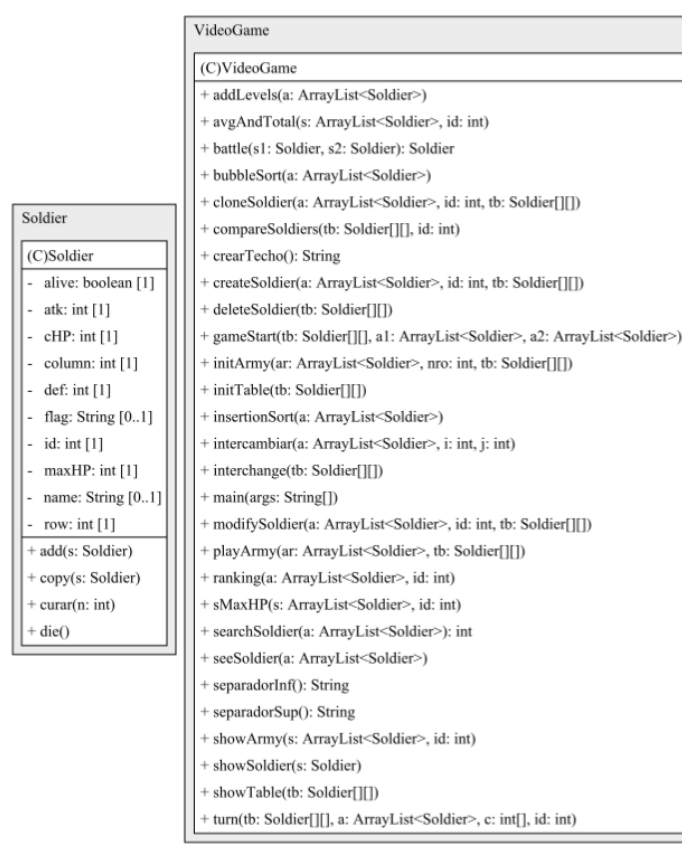 Soldier
(C)Soldier
- alive: boolean [1]
- atk: int [1]
- cHP: int [1]
- column: int [1]
- def: int [1]
- flag: String [0..1]
- id: int [1]
- maxHP: int [1]
- name: String [0..1]
- row: int [1]
+ add(s: Soldier)
+ copy(s: Soldier)
+ curar(n: int)
+ die()
VideoGame
(C)VideoGame
+ addLevels(a: ArrayList<Soldier>)
+ avgAndTotal(s: ArrayList<Soldier>, id: int)
+ battle(s1: Soldier, s2: Soldier): Soldier
+ bubbleSort(a: ArrayList<Soldier>)
+ cloneSoldier(a: ArrayList<Soldier>, id: int, tb: Soldier[][])
+ compareSoldiers(tb: Soldier[][], id: int)
+ crearTecho(): String
+ createSoldier(a: ArrayList<Soldier>, id: int, tb: Soldier[][])
+ deleteSoldier(tb: Soldier[][])
+ gameStart(tb: Soldier[][], a1: ArrayList<Soldier>, a2: ArrayList<Soldier>)
+ initArmy(ar: ArrayList<Soldier>, nro: int, tb: Soldier[][])
+ initTable(tb: Soldier[][])
+ insertionSort(a: ArrayList<Soldier>)
+ intercambiar(a: ArrayList<Soldier>, i: int, j: int)
+ interchange(tb: Soldier[][])
+ main(args: String[])
+ modifySoldier(a: ArrayList<Soldier>, id: int, tb: Soldier[][])
+ playArmy(ar: ArrayList<Soldier>, tb: Soldier[][])
+ ranking(a: ArrayList<Soldier>, id: int)
+ sMaxHP(s: ArrayList<Soldier>, id: int)
+ searchSoldier(a: ArrayList<Soldier>): int
+ seeSoldier(a: ArrayList<Soldier>)
+ separadorInf(): String
+ separadorSup(): String
+ showArmy(s: ArrayList<Soldier>, id: int)
+ showSoldier(s: Soldier)
+ showTable(tb: Soldier[][])
+ turn(tb: Soldier[][], a: ArrayList<Soldier>, c: int[], id: int)